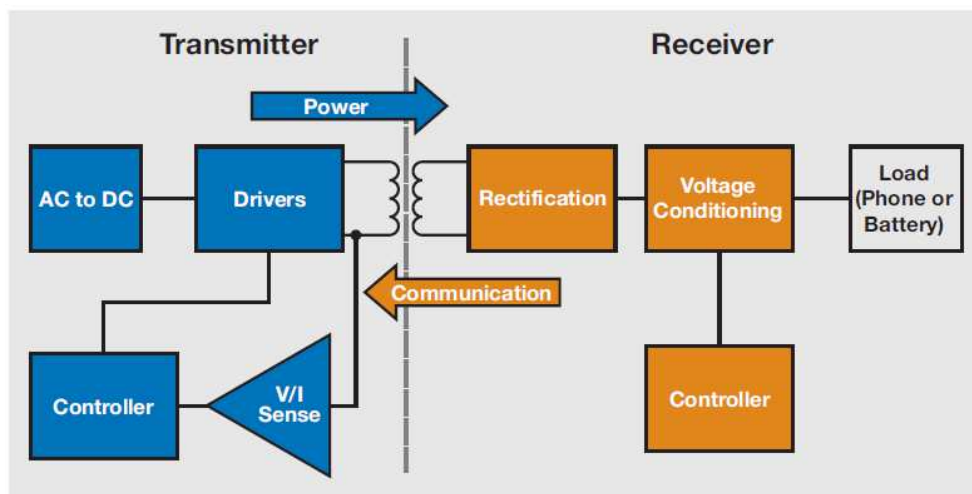 Transmitter
Receiver
Power
AC to DC
Drivers
Rectification
Voltage
Conditioning
Load
(Phone or
Battery)
Communication
Controller
V/I
Sense
Controller